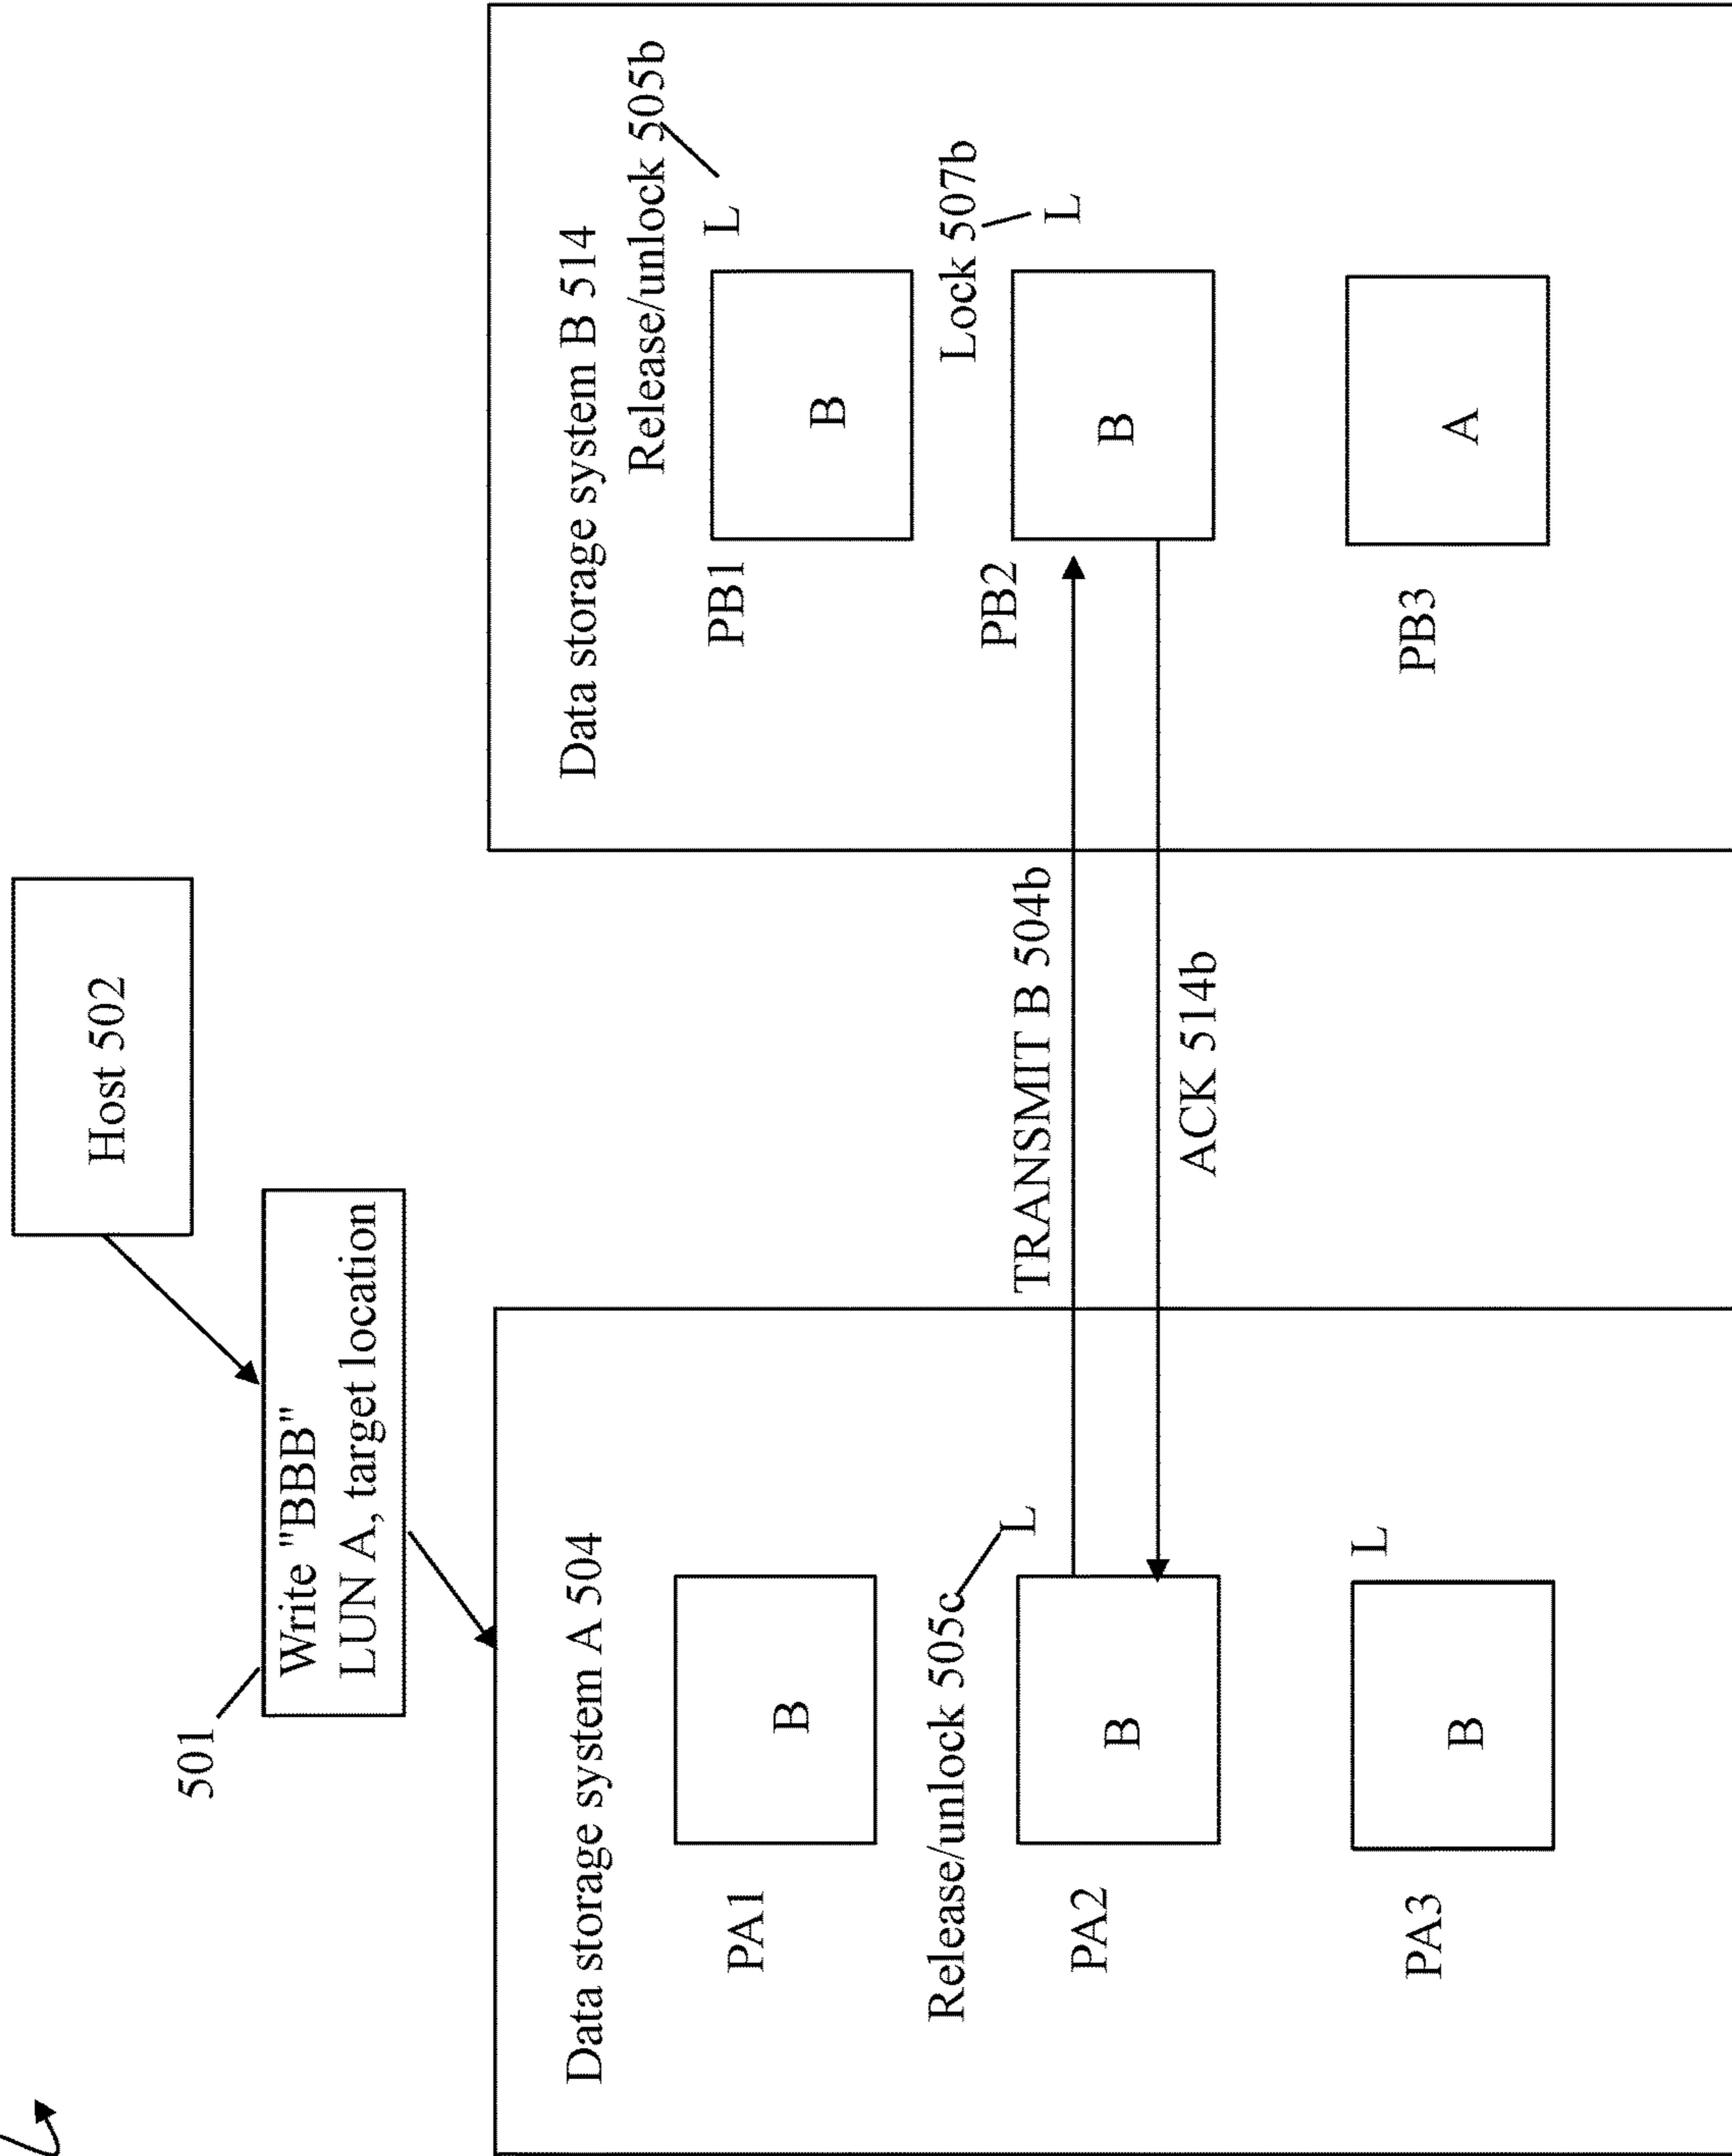 Host 502
501
Write "BBB"
LUN A, target location
Data storage system A 504
PA1
B
Release/unlock 505c
L
PA2
B
L
PA3
B
TRANSMIT B 504b
ACK 514b
Data storage system B 514
Release/unlock 505b
L
PB1
B
Lock 507b
L
PB2
B
PB3
A